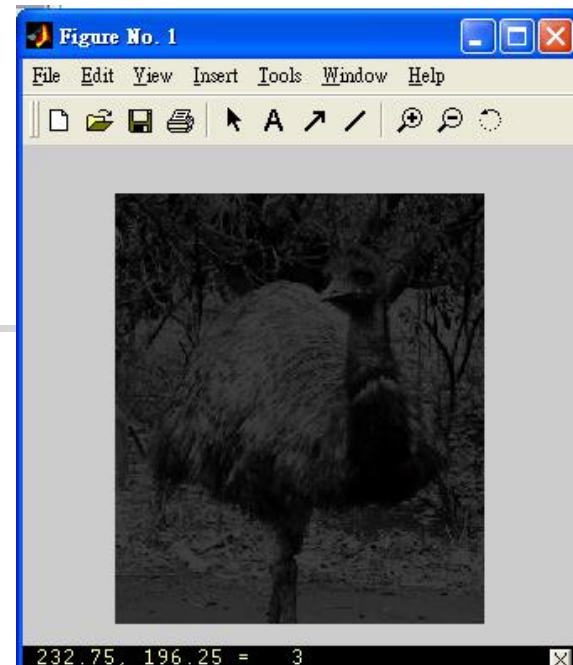 Figure No. 1
File Edit View Insert Tools Window Help
A
232.75, 196.25 = 3
X